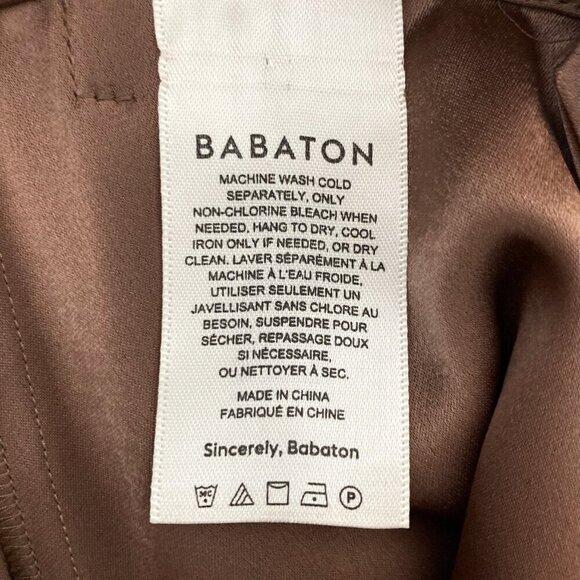 BABATON
MACHINE WASH COLD
SEPARATELY, ONLY
NON-CHLORINE BLEACH WHEN
NEEDED, HANG TO DRY, COOL
IRON ONLY IF NEEDED, OR DRY
CLEAN. LAVER SÉPARÉMENT À LA
MACHINE À L'EAU FROIDE,
UTILISER SEULEMENT UN
JAVELLISANT SANS CHLORE AU
BESOIN, SUSPENDRE POUR
SÉCHER, REPASSAGE DOUX
SI NÉCESSAIRE,
OU NETTOYER À SEC.
MADE IN CHINA
FABRIQUÉ EN CHINE
Sincerely, Babaton
MC P